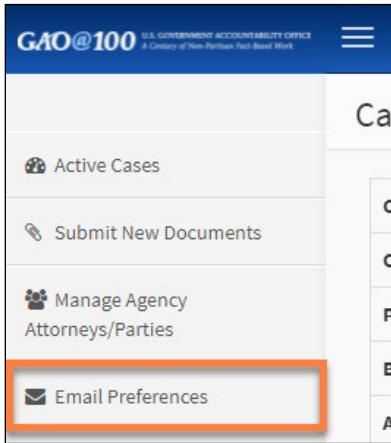 GAO@100 U.S. GOVERNMENT ACCOUNTABILITY OFFICE
A Century of Non-Partisan Fact-Based Work
Ca
Active Cases
Submit New Documents
Manage Agency
Attorneys/Parties
Email Preferences